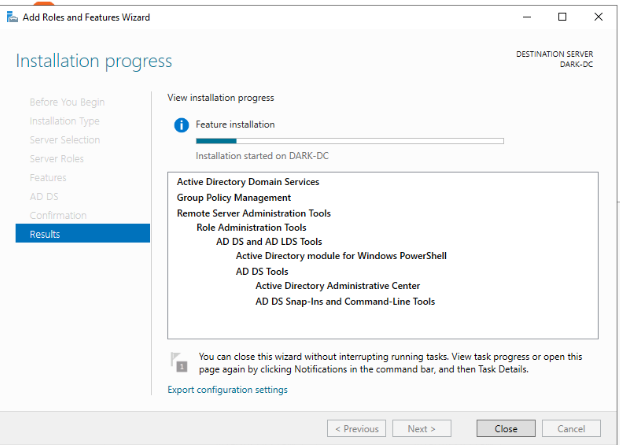 Add Roles and Features Wizard
Installation progress
DESTINATION SERVER
DARK-DC
Before You Begin
Installation Type
Server Selection
Server Roles
Features
AD DS
Confirmation
Results
View installation progress
Feature installation
Installation started on DARK-DC
Active Directory Domain Services
Group Policy Management
Remote Server Administration Tools
Role Administration Tools
AD DS and AD LDS Tools
Active Directory module for Windows PowerShell
AD DS Tools
Active Directory Administrative Center
AD DS Snap-Ins and Command-Line Tools
1
You can close this wizard without interrupting running tasks. View task progress or open this
page again by clicking Notifications in the command bar, and then Task Details.
Export configuration settings
< Previous
Next >
Close
Cancel